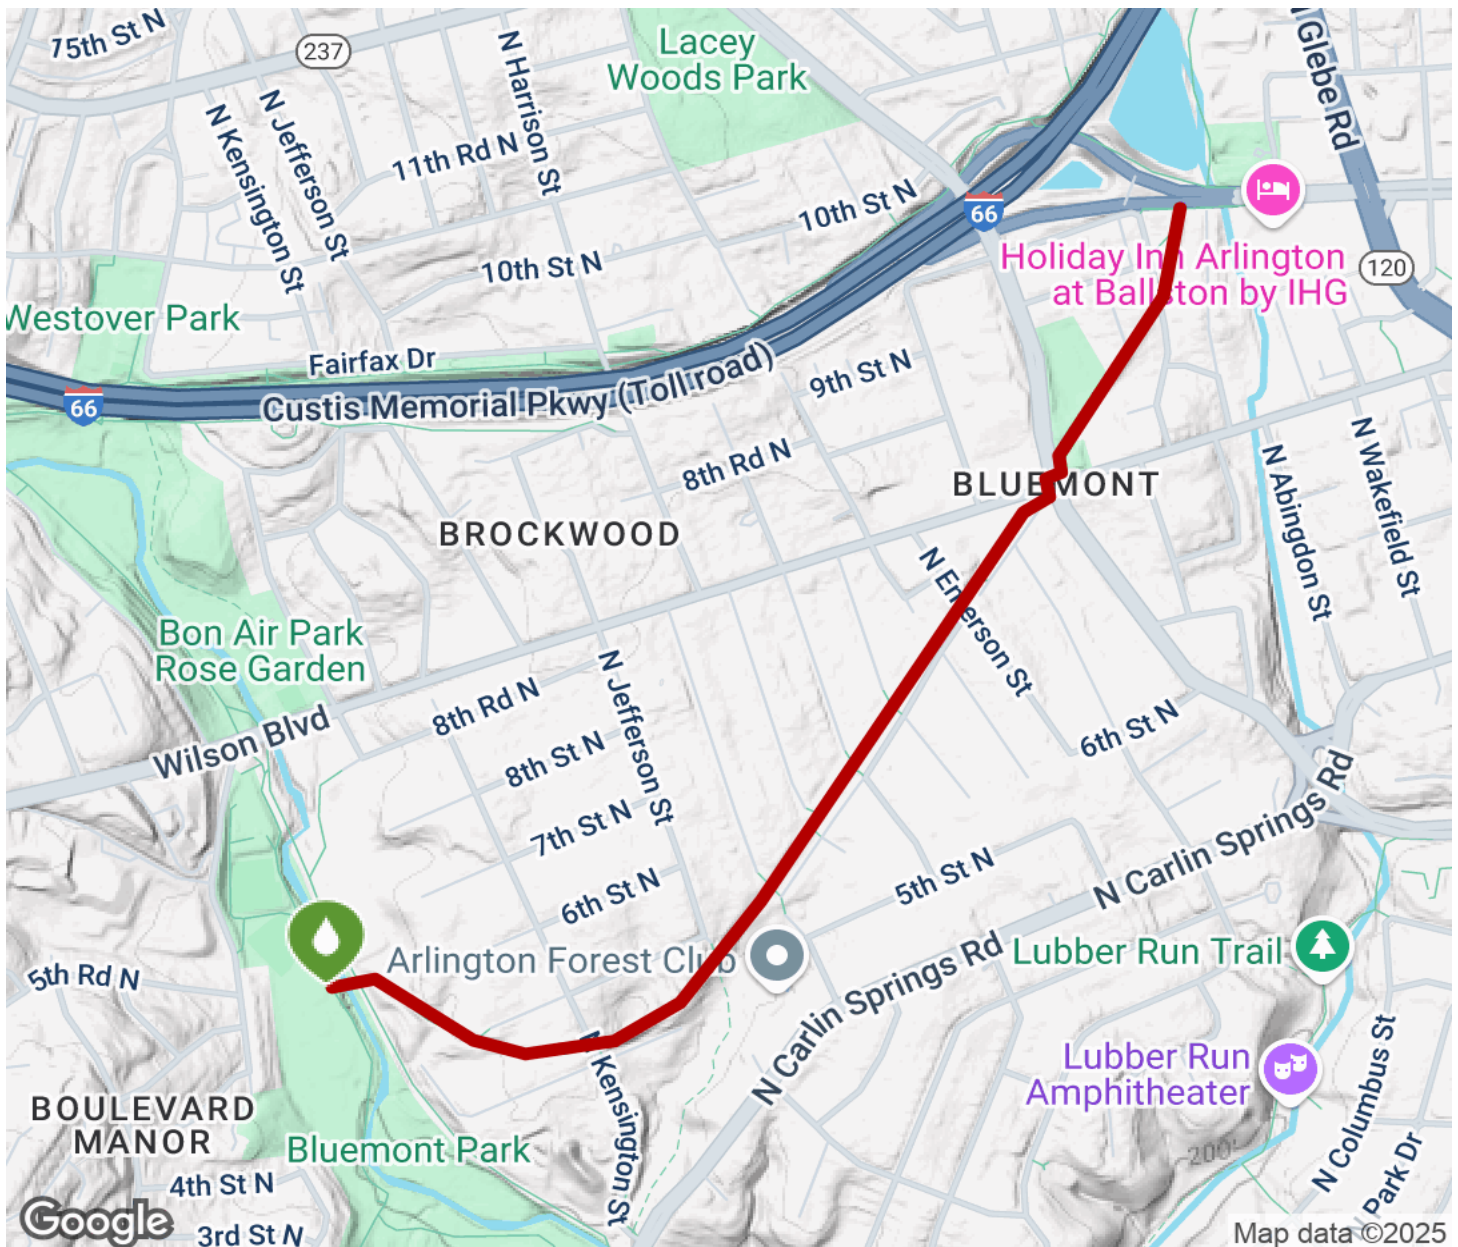 15th St N
237
N Harrison St
Lacey
Woods Park
N Glebe Rd
N Kensington St
N Jefferson St
11th Rd N
10th St N
66
10th St N
Holiday Inn Arlington
at Ballston by IHG
120
Westover Park
Fairfax Dr
66
Custis Memorial Pkwy (Toll road)
9th St N
8th Rd N
BLUEMONT
N Abingdon St
N Wakefield St
BROCKWOOD
N Emerson St
Bon Air Park
Rose Garden
N Jefferson St
8th Rd N
Wilson Blvd
8th St N
6th St N
7th St N
N Carlin Springs Rd
6th St N
5th St N
Arlington Forest Club
Lubber Run Trail
5th Rd N
N Carlin Springs Rd
N Kensington St
Lubber Run
Amphitheater
N Columbus St
BOULEVARD
MANOR
Bluemont Park
200'
N Park Dr
4th St N
Google
3rd St N
Map data ©2025